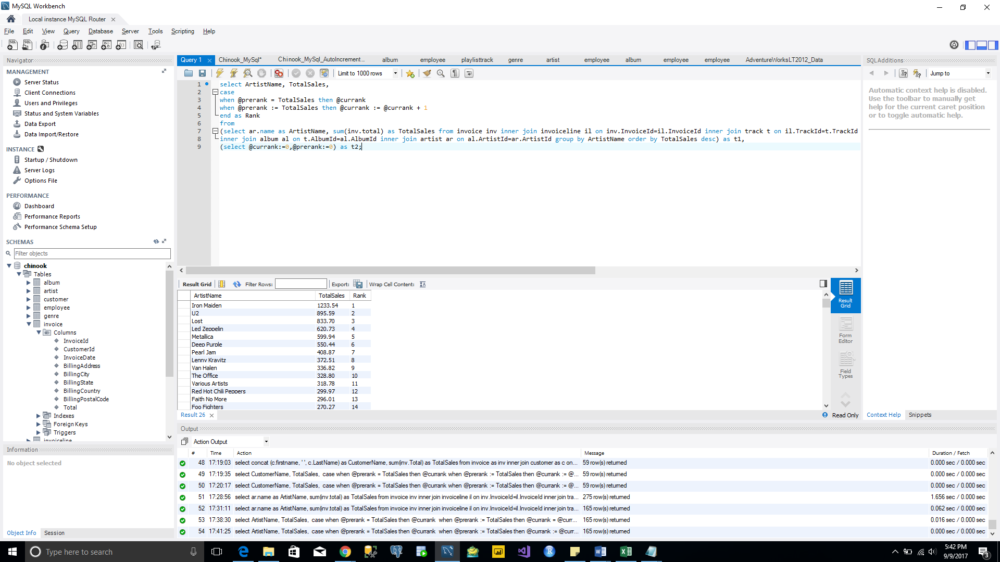 MySQL Workbench
Local instance MySQL Router
File Edit View Query Database Server Tools Scripting Help
Navigator
MANAGEMENT
Server Status
Client Connections
Users and Privileges
Status and System Variables
Data Export
Data Import/Restore
INSTANCE
Startup / Shutdown
Server Logs
Options File
PERFORMANCE
Dashboard
Performance Reports
Performance Schema Setup
SCHEMAS
Filter objects
chinook
Tables
album
artist
customer
employee
genre
invoice
Columns
InvoiceId
CustomerId
InvoiceDate
BillingAddress
BillingCity
BillingState
BillingCountry
BillingPostalCode
Total
Indexes
Foreign Keys
Triggers
invoiceline
Information
No object selected
Object Info Session
Query 1 Chinook_MySql* Chinook_MySql_AutoIncrement... album employee playlisttrack genre artist employee album employee employee AdventureWorksLT2012_Data
Limit to 1000 rows
1 select ArtistName, TotalSales,
2 case
3 when @prerank = TotalSales then @currank
4 when @prerank := TotalSales then @currank := @currank + 1
5 end as Rank
6 from
7 (select ar.name as ArtistName, sum(inv.total) as TotalSales from invoice inv inner join invoiceline il on inv.InvoiceId=il.InvoiceId inner join track t on il.TrackId=t.TrackId
8 inner join album al on t.AlbumId=al.AlbumId inner join artist ar on al.ArtistId=ar.ArtistId group by ArtistName order by TotalSales desc) as t1,
9 (select @currank:=0,@prerank:=0) as t2;
Result Grid Filter Rows: Export: Wrap Cell Content:
ArtistName TotalSales Rank
Iron Maiden 1233.54 1
U2 895.59 2
Lost 833.70 3
Led Zeppelin 620.73 4
Metallica 599.94 5
Deep Purple 550.44 6
Pearl Jam 408.87 7
Lenny Kravitz 372.51 8
Van Halen 336.82 9
The Office 328.80 10
Various Artists 318.78 11
Red Hot Chili Peppers 299.97 12
Faith No More 296.01 13
Foo Fighters 270.27 14
Result Grid
Form Editor
Field Types
Result 26
Read Only
SQLAdditions
Jump to
Automatic context help is disabled.
Use the toolbar to manually get
help for the current caret position
or to toggle automatic help.
Context Help Snippets
Output
Action Output
# Time Action Message Duration / Fetch
48 17:19:03 select concat (c.firstname, ' ', c.LastName) as CustomerName, sum(inv.Total) as TotalSales from invoice as inv inner join customer as c on... 59 row(s) returned 0.000 sec / 0.000 sec
49 17:19:35 select CustomerName, TotalSales, case when @prerank = TotalSales then @currank when @prerank := TotalSales then @currank := @... 59 row(s) returned 0.000 sec / 0.000 sec
50 17:20:17 select CustomerName, TotalSales, case when @prerank = TotalSales then @currank when @prerank := TotalSales then @currank := @... 59 row(s) returned 0.000 sec / 0.000 sec
51 17:28:56 select ar.name as ArtistName, sum(inv.total) as TotalSales from invoice inv inner join invoiceline il on inv.InvoiceId=il.InvoiceId inner join tra... 275 row(s) returned 1.656 sec / 0.000 sec
52 17:31:11 select ar.name as ArtistName, sum(inv.total) as TotalSales from invoice inv inner join invoiceline il on inv.InvoiceId=il.InvoiceId inner join tra... 165 row(s) returned 0.062 sec / 0.000 sec
53 17:38:30 select ArtistName, TotalSales, case when @prerank = TotalSales then @currank when @prerank := TotalSales then @currank = @curr... 165 row(s) returned 0.016 sec / 0.000 sec
54 17:41:25 select ArtistName, TotalSales, case when @prerank = TotalSales then @currank when @prerank := TotalSales then @currank := @curr... 165 row(s) returned 0.000 sec / 0.000 sec
Type here to search
5:42 PM
9/9/2017
3